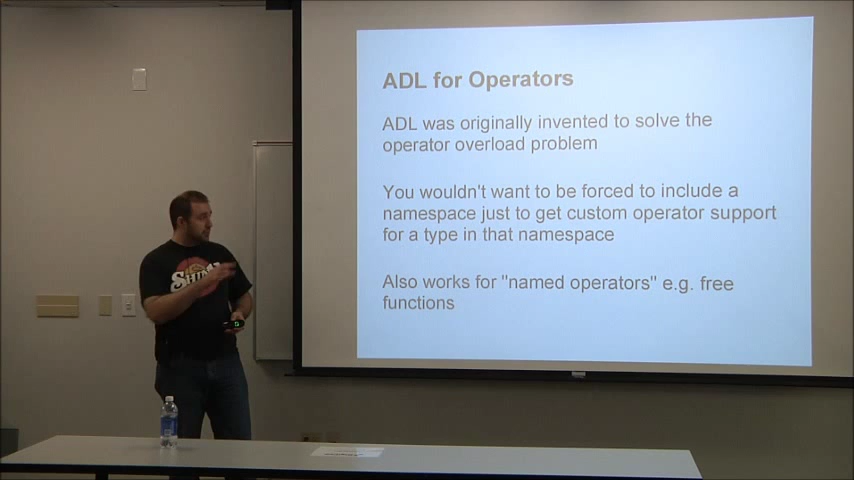 ADL for Operators
ADL was originally invented to solve the
operator overload problem
You wouldn't want to be forced to include a
namespace just to get custom operator support
for a type in that namespace
Also works for "named operators" e.g. free
functions